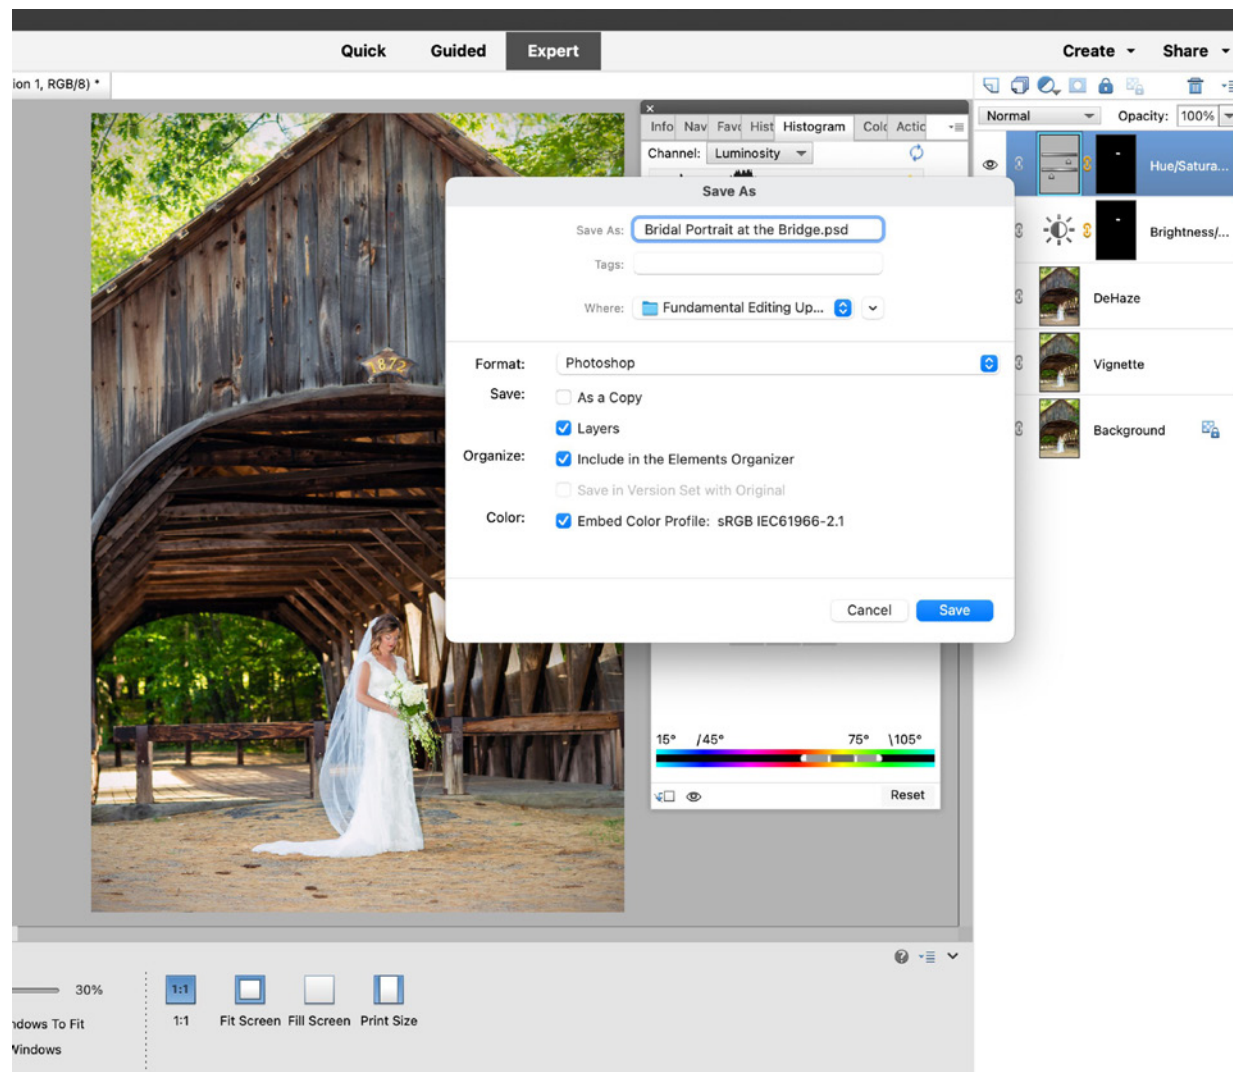 Quick Guided Expert Create Share
ion 1, RGB/8) *
Normal Opacity: 100%
Info Nav Favo Hist Histogram Colo Actic
Channel: Luminosity
Hue/Satura...
Brightness/...
DeHaze
Vignette
Background
1872
Save As
Save As: Bridal Portrait at the Bridge.psd
Tags:
Where: Fundamental Editing Up...
Format: Photoshop
Save: As a Copy
Layers
Organize: Include in the Elements Organizer
Save in Version Set with Original
Color: Embed Color Profile: sRGB IEC61966-2.1
Cancel Save
15° /45° 75° \105°
Reset
30%
1:1
ndows To Fit
1:1 Fit Screen Fill Screen Print Size
Windows